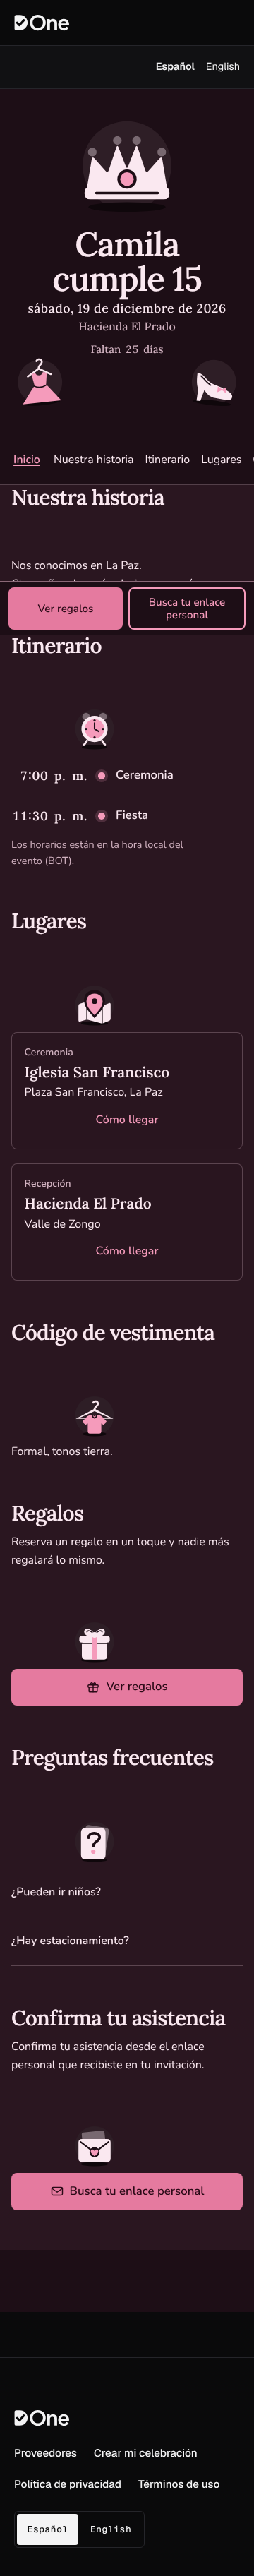 One
Español English
Camila
cumple 15
sábado, 19 de diciembre de 2026
Hacienda El Prado
Faltan 25 días
Inicio Nuestra historia Itinerario Lugares
Nuestra historia
Nos conocimos en La Paz.
Ver regalos
Busca tu enlace
personal
Itinerario
7:00 p. m. Ceremonia
11:30 p. m. Fiesta
Los horarios están en la hora local del
evento (BOT).
Lugares
Ceremonia
Iglesia San Francisco
Plaza San Francisco, La Paz
Cómo llegar
Recepción
Hacienda El Prado
Valle de Zongo
Cómo llegar
Código de vestimenta
Formal, tonos tierra.
Regalos
Reserva un regalo en un toque y nadie más
regalará lo mismo.
Ver regalos
Preguntas frecuentes
¿Pueden ir niños?
¿Hay estacionamiento?
Confirma tu asistencia
Confirma tu asistencia desde el enlace
personal que recibiste en tu invitación.
Busca tu enlace personal
One
Proveedores Crear mi celebración
Política de privacidad Términos de uso
Español English